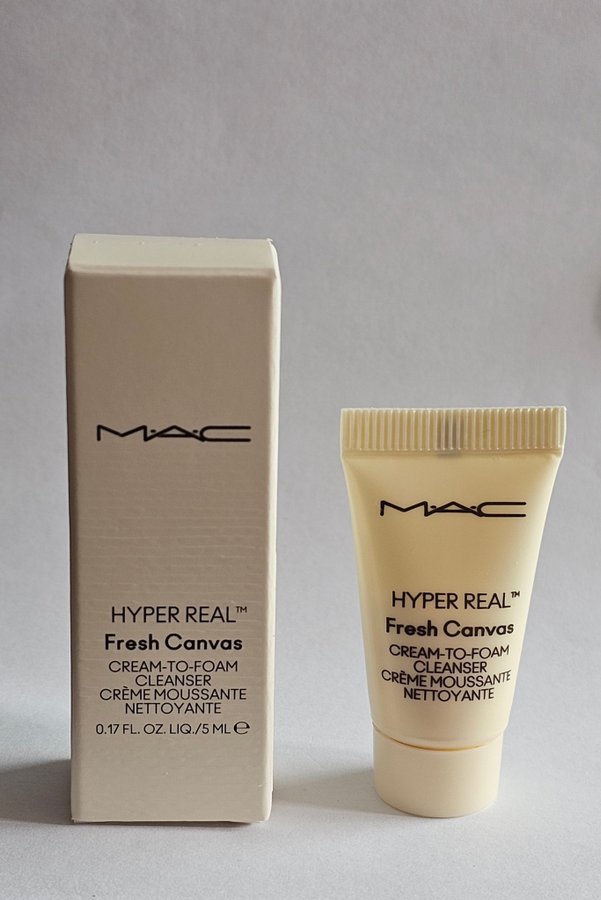 MAC
HYPER REAL™
Fresh Canvas
CREAM-TO-FOAM
CLEANSER
CRÈME MOUSSANTE
NETTOYANTE
0.17 FL. OZ. LIQ./5 ML ℮
MAC
HYPER REAL™
Fresh Canvas
CREAM-TO-FOAM
CLEANSER
CRÈME MOUSSANTE
NETTOYANTE